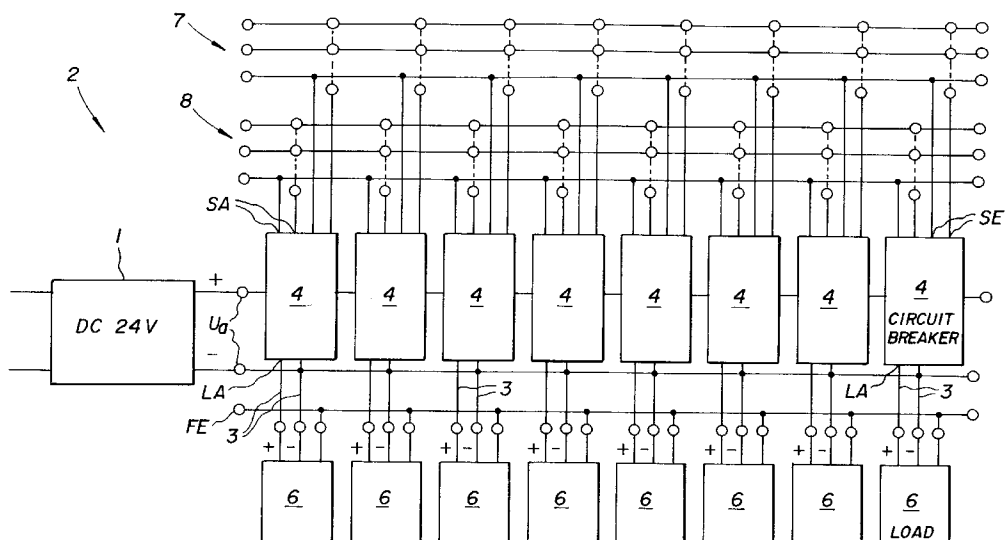 7
2
8
SA
SE
1
+
4 4 4 4 4 4 4 4
DC 24V
Ua
CIRCUIT
BREAKER
-
LA
LA
3
3
FE
3
+ - + - + - + - + - + - + - + -
6 6 6 6 6 6 6 6
LOAD